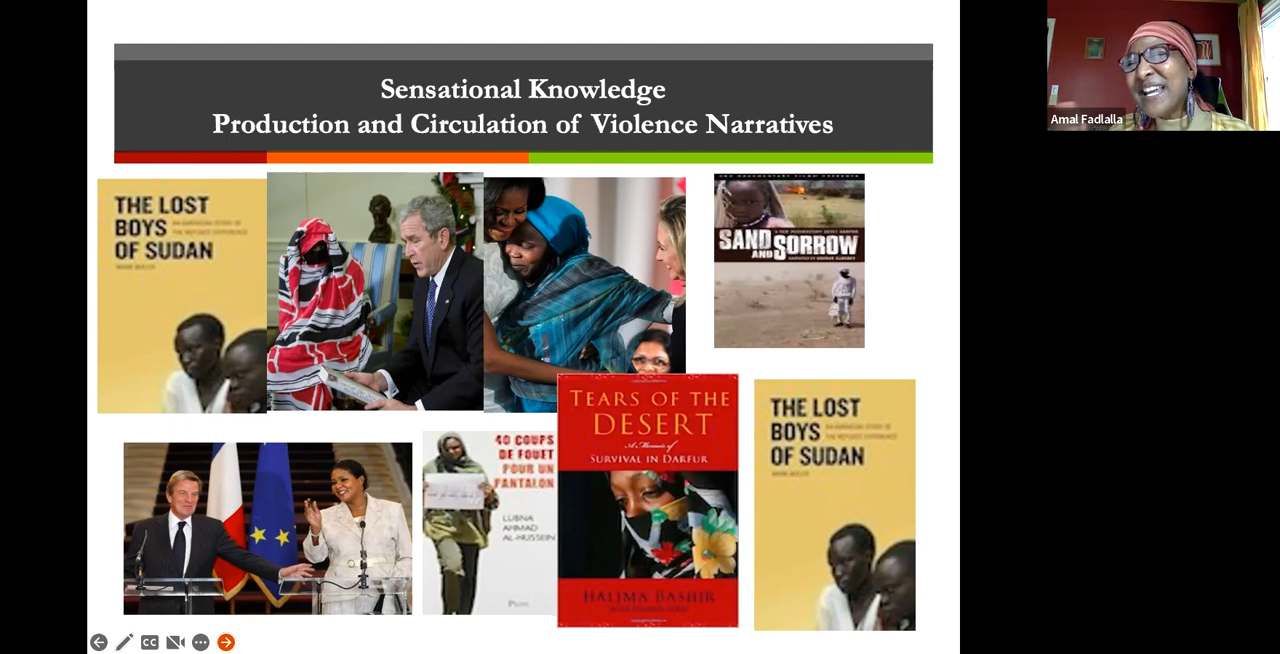 Sensational Knowledge
Production and Circulation of Violence Narratives
Amal Fadlalla
THE LOST
BOYS
OF SUDAN
SAND
AND SORROW
40 COUPS
DE FOUET
POUR UN
PANTALON
LUBNA
AHMAD
AL-HUSSEIN
Plon
TEARS OF THE
DESERT
A Memoir of
SURVIVAL IN DARFUR
HALIMA BASHIR
THE LOST
BOYS
OF SUDAN
CC